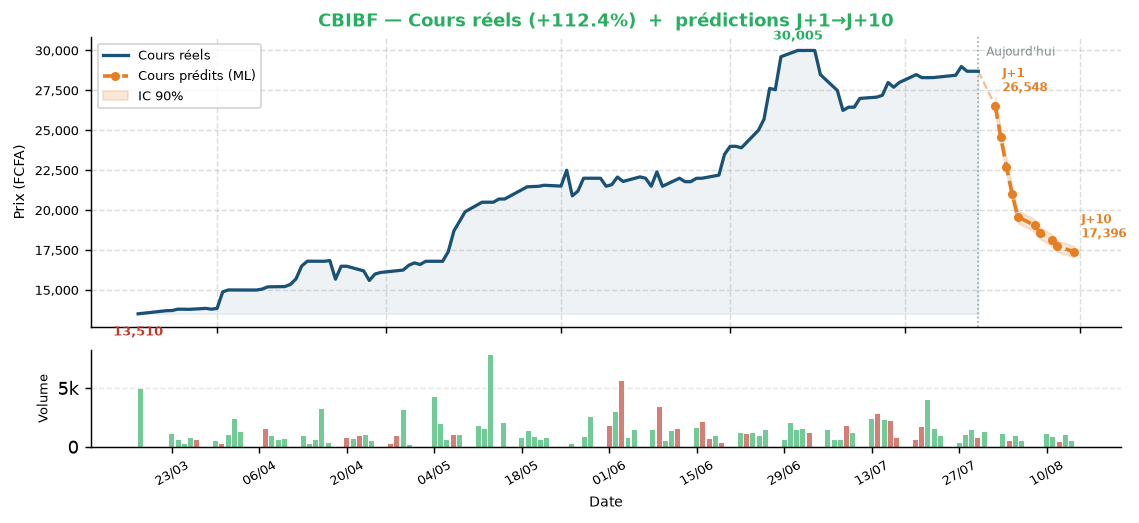 CBIBF — Cours réels (+112.4%)  +  prédictions J+1→J+10
30,005
30,000
27,500
25,000
22,500
20,000
17,500
15,000
Prix (FCFA)
Cours réels
Cours prédits (ML)
IC 90%
Aujourd'hui
J+1
26,548
J+10
17,396
13,510
Volume
5k
0
23/03
06/04
20/04
04/05
18/05
01/06
15/06
29/06
13/07
27/07
10/08
Date